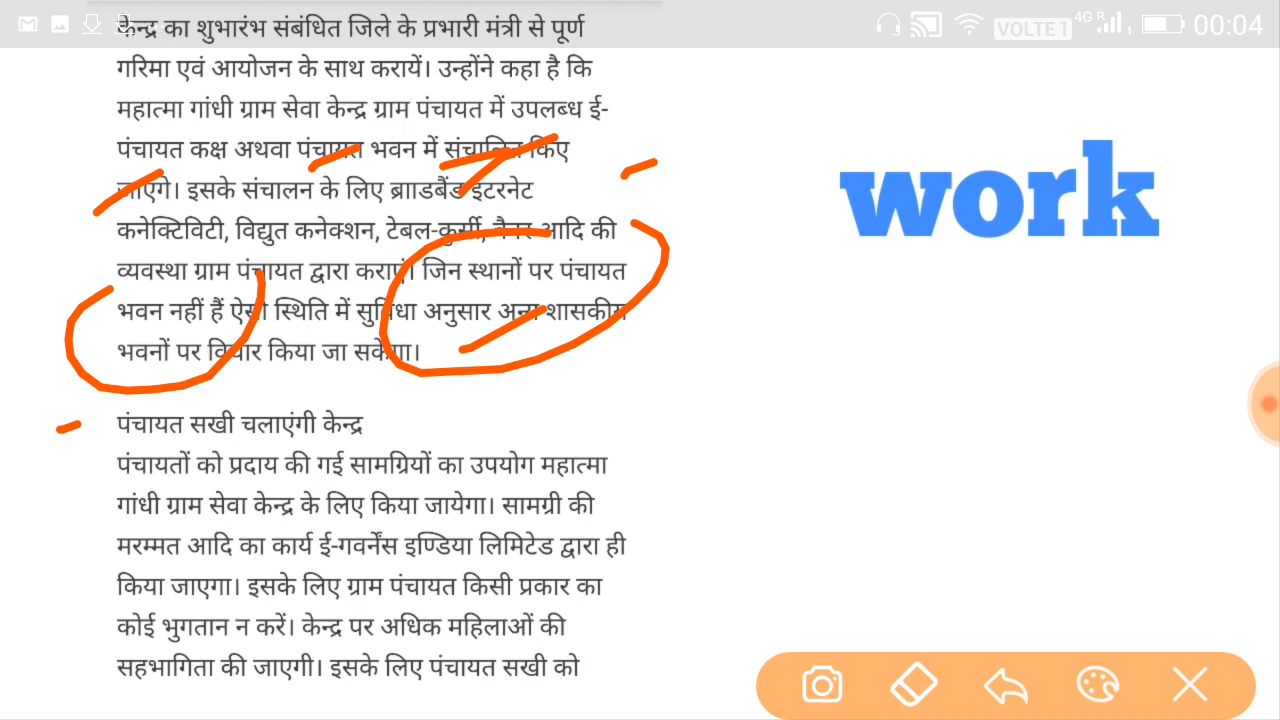 VOLTE 1 4G R 1 00:04
केन्द्र का शुभारंभ संबंधित जिले के प्रभारी मंत्री से पूर्ण
गरिमा एवं आयोजन के साथ करायें। उन्होंने कहा है कि
महात्मा गांधी ग्राम सेवा केन्द्र ग्राम पंचायत में उपलब्ध ई-
पंचायत कक्ष अथवा पंचायत भवन में संचालित किए
जाएंगे। इसके संचालन के लिए ब्रााडबैंड इंटरनेट
कनेक्टिविटी, विद्युत कनेक्शन, टेबल-कुर्सी, बैनर आदि की
व्यवस्था ग्राम पंचायत द्वारा कराएं। जिन स्थानों पर पंचायत
भवन नहीं हैं ऐसी स्थिति में सुविधा अनुसार अन्य शासकीय
भवनों पर विचार किया जा सकेगा।
पंचायत सखी चलाएंगी केन्द्र
पंचायतों को प्रदाय की गई सामग्रियों का उपयोग महात्मा
गांधी ग्राम सेवा केन्द्र के लिए किया जायेगा। सामग्री की
मरम्मत आदि का कार्य ई-गवर्नेंस इण्डिया लिमिटेड द्वारा ही
किया जाएगा। इसके लिए ग्राम पंचायत किसी प्रकार का
कोई भुगतान न करें। केन्द्र पर अधिक महिलाओं की
सहभागिता की जाएगी। इसके लिए पंचायत सखी को
work